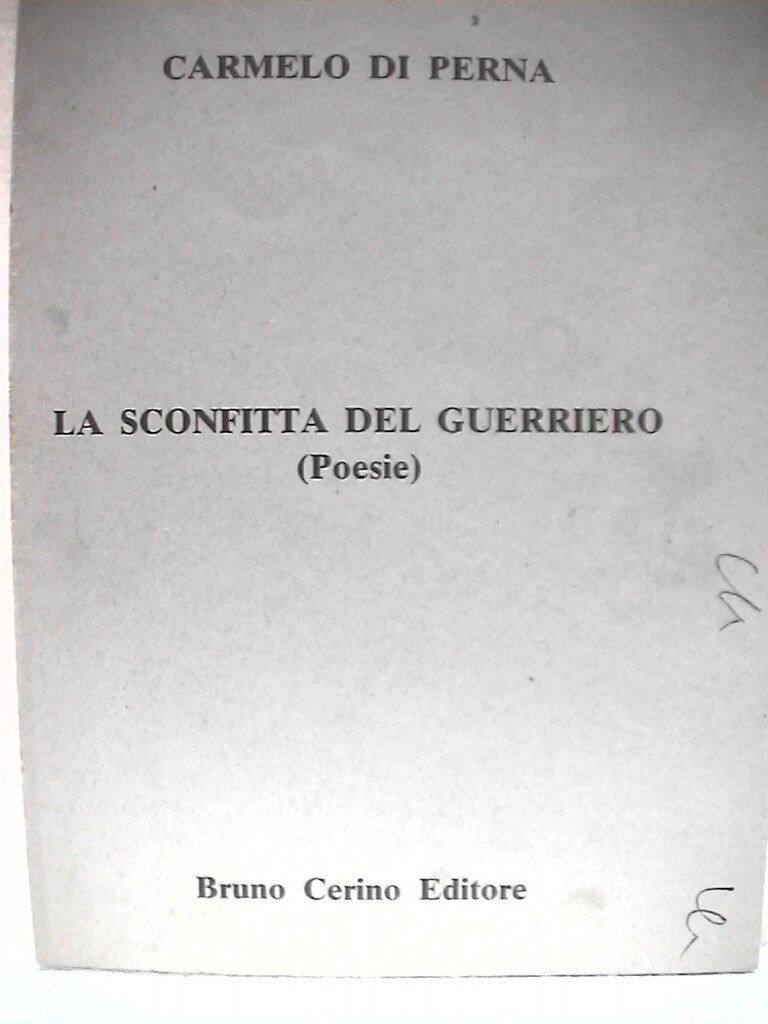 CARMELO DI PERNA
LA SCONFITTA DEL GUERRIERO
(Poesie)
Bruno Cerino Editore